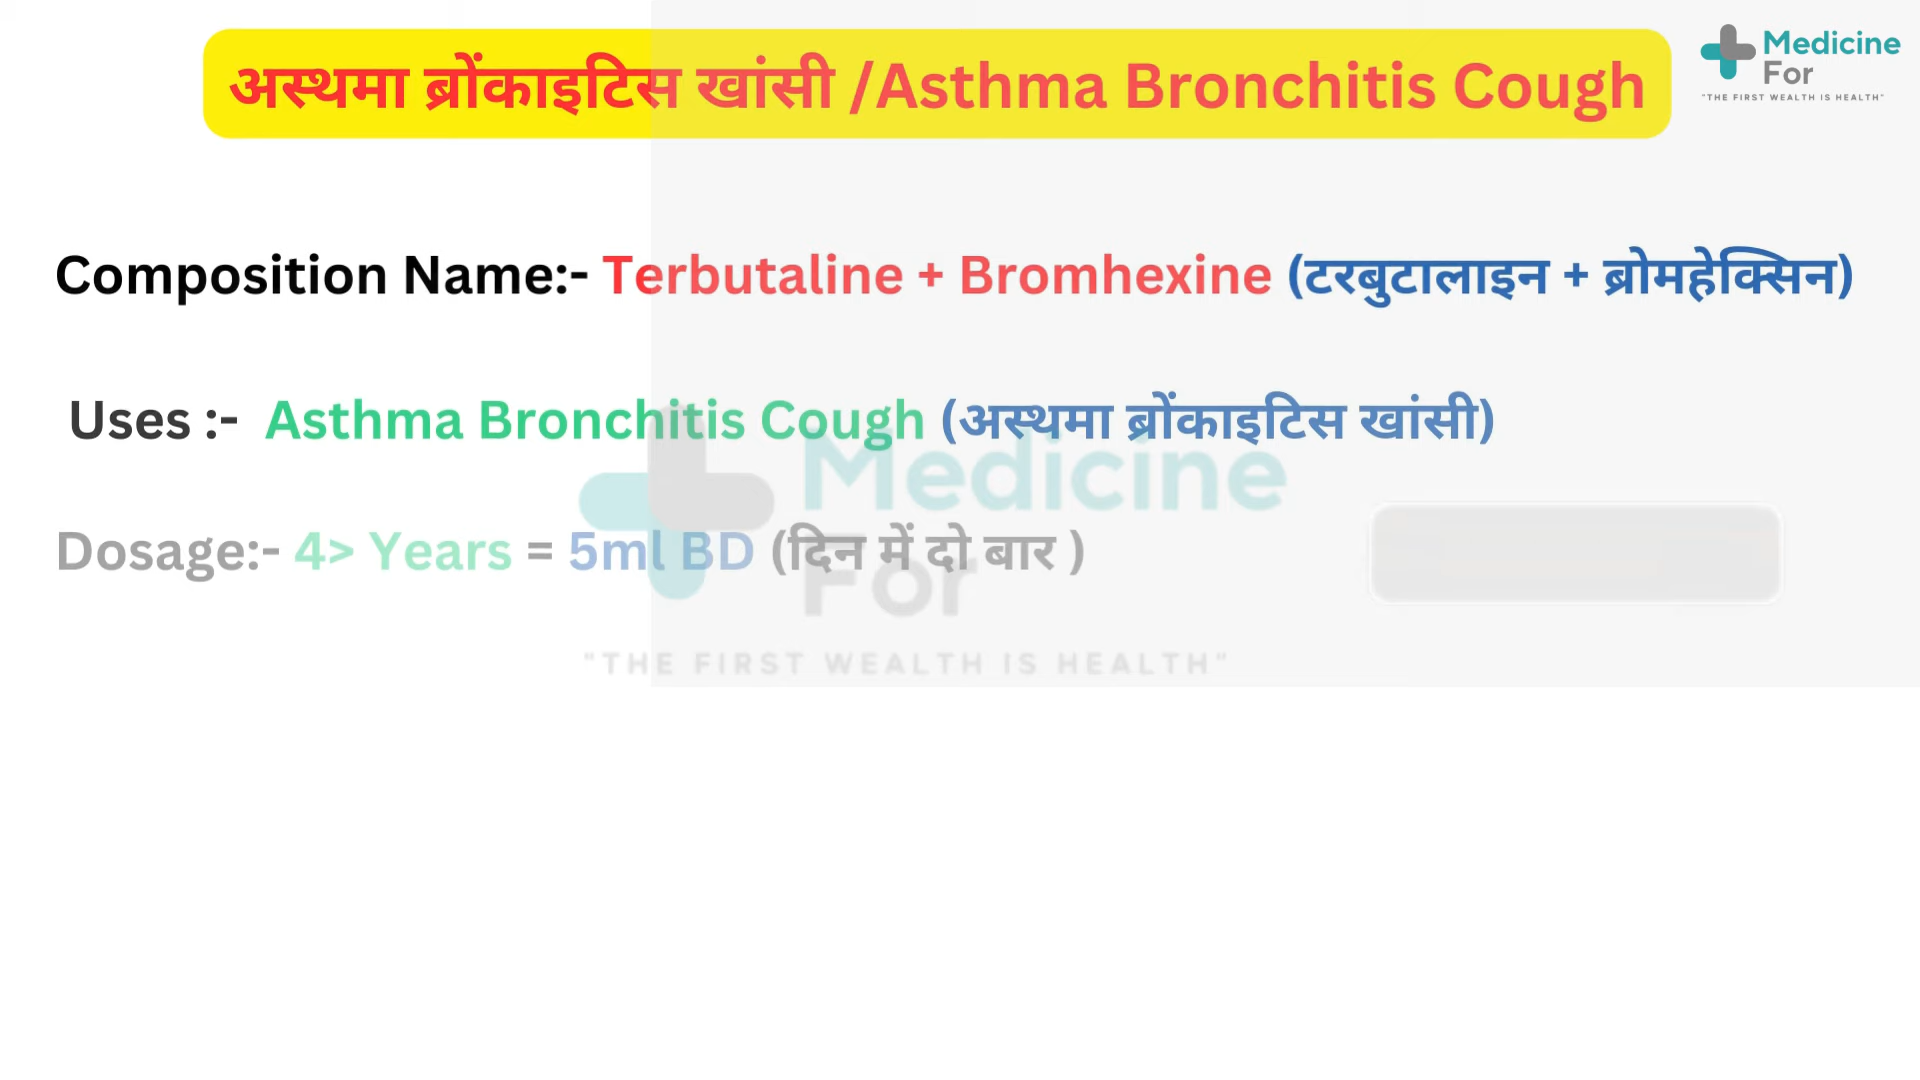 अस्थमा ब्रोंकाइटिस खांसी /Asthma Bronchitis Cough
Medicine
For
"THE FIRST WEALTH IS HEALTH"
Composition Name:- Terbutaline + Bromhexine (टरबुटालाइन + ब्रोमहेक्सिन)
Uses :- Asthma Bronchitis Cough (अस्थमा ब्रोंकाइटिस खांसी)
Medicine
Dosage:- 4> Years = 5ml BD (दिन में दो बार )
For
"THE FIRST WEALTH IS HEALTH"